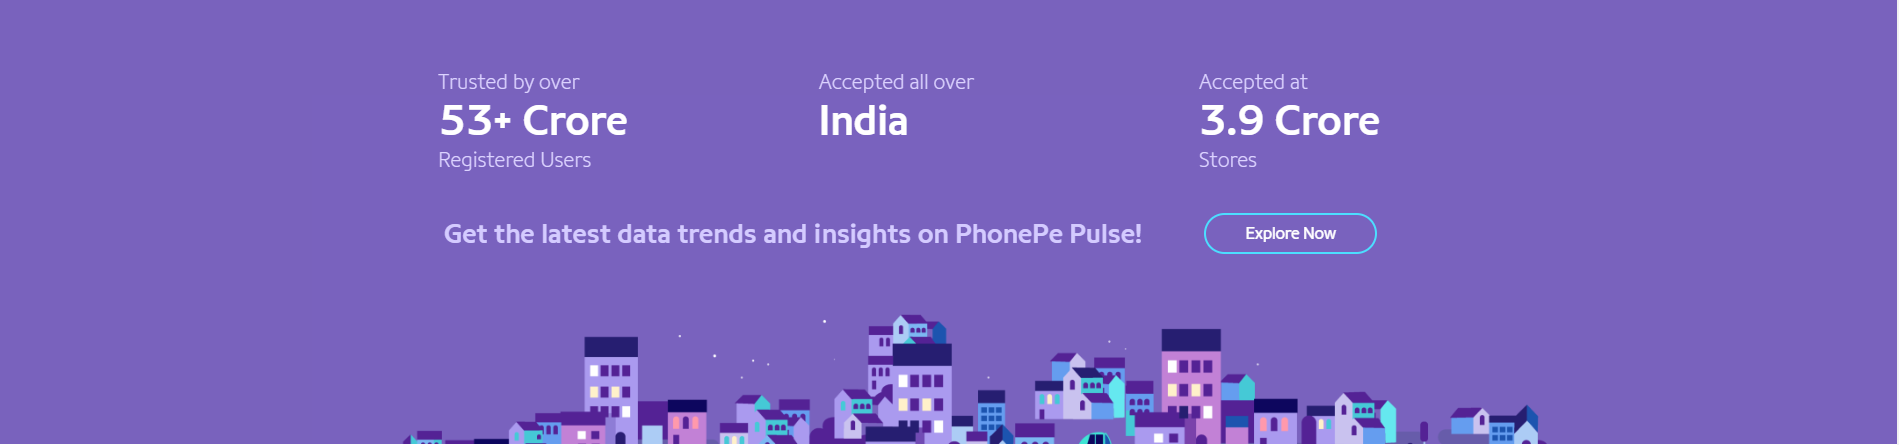 Trusted by over
53+ Crore
Registered Users
Accepted all over
India
Accepted at
3.9 Crore
Stores
Get the latest data trends and insights on PhonePe Pulse!
Explore Now